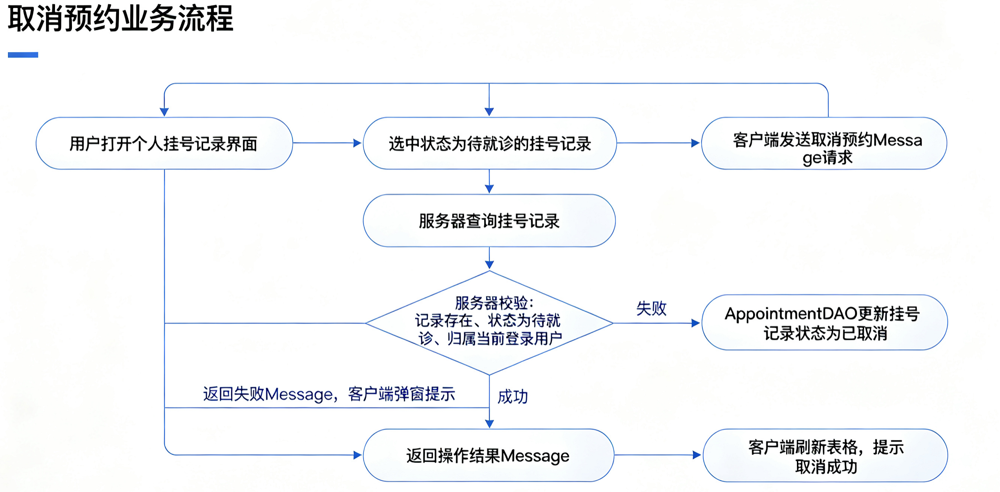 取消预约业务流程
用户打开个人挂号记录界面
选中状态为待就诊的挂号记录
客户端发送取消预约Messa
ge请求
服务器查询挂号记录
服务器校验：
记录存在、状态为待就
诊、归属当前登录用户
失败
AppointmentDAO更新挂号
记录状态为已取消
返回失败Message，客户端弹窗提示
成功
返回操作结果Message
客户端刷新表格，提示
取消成功